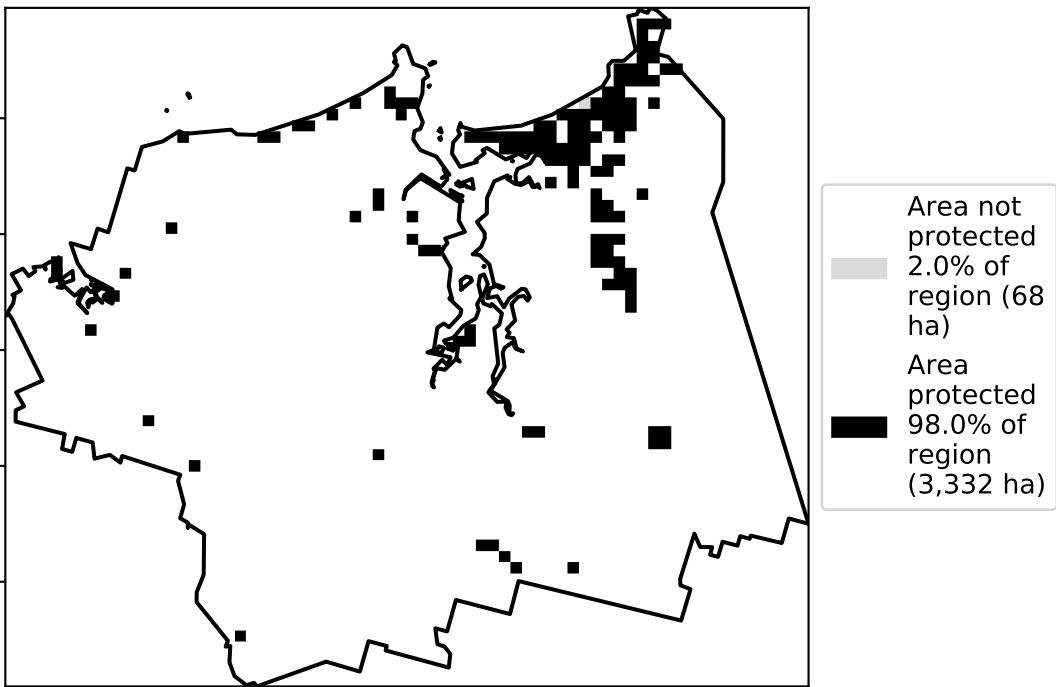 Area not
protected
2.0% of
region (68
ha)
Area
protected
98.0% of
region
(3,332 ha)